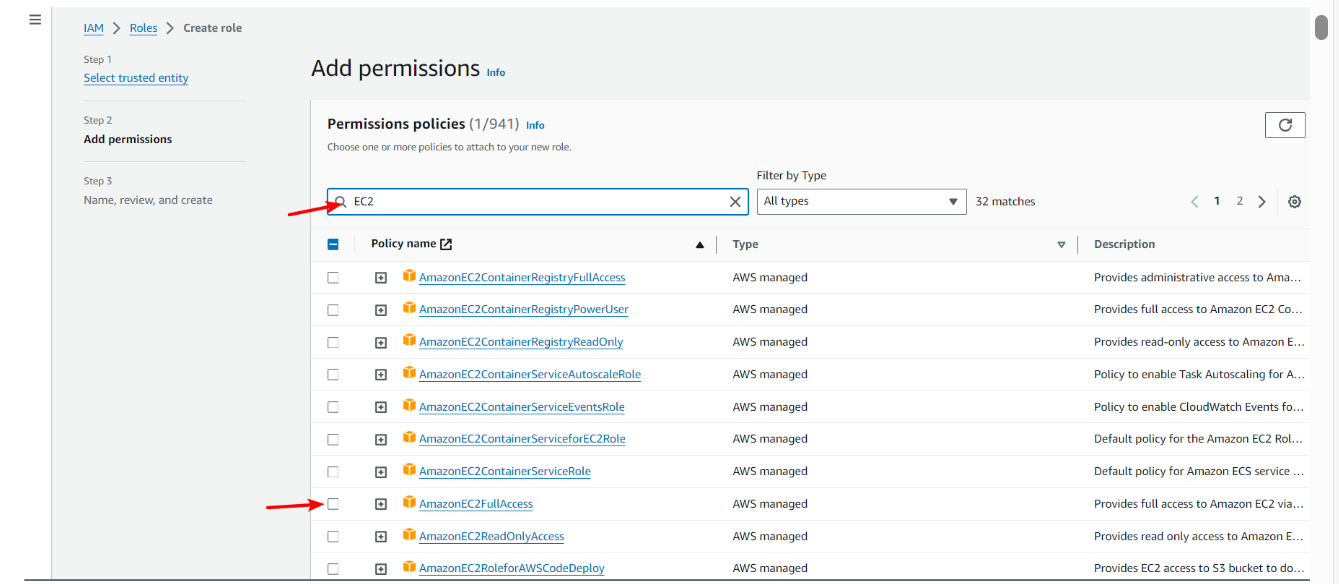 IAM > Roles > Create role
Step 1
Select trusted entity
Step 2
Add permissions
Step 3
Name, review, and create
Add permissions Info
Permissions policies (1/941) Info
Choose one or more policies to attach to your new role.
Filter by Type
EC2
All types
32 matches
1 2
Policy name Type Description
AmazonEC2ContainerRegistryFullAccess AWS managed Provides administrative access to Ama...
AmazonEC2ContainerRegistryPowerUser AWS managed Provides full access to Amazon EC2 Co...
AmazonEC2ContainerRegistryReadOnly AWS managed Provides read-only access to Amazon E...
AmazonEC2ContainerServiceAutoscaleRole AWS managed Policy to enable Task Autoscaling for A...
AmazonEC2ContainerServiceEventsRole AWS managed Policy to enable CloudWatch Events fo...
AmazonEC2ContainerServiceforEC2Role AWS managed Default policy for the Amazon EC2 Rol...
AmazonEC2ContainerServiceRole AWS managed Default policy for Amazon ECS service ...
AmazonEC2FullAccess AWS managed Provides full access to Amazon EC2 via...
AmazonEC2ReadOnlyAccess AWS managed Provides read only access to Amazon E...
AmazonEC2RoleforAWSCodeDeploy AWS managed Provides EC2 access to S3 bucket to do...